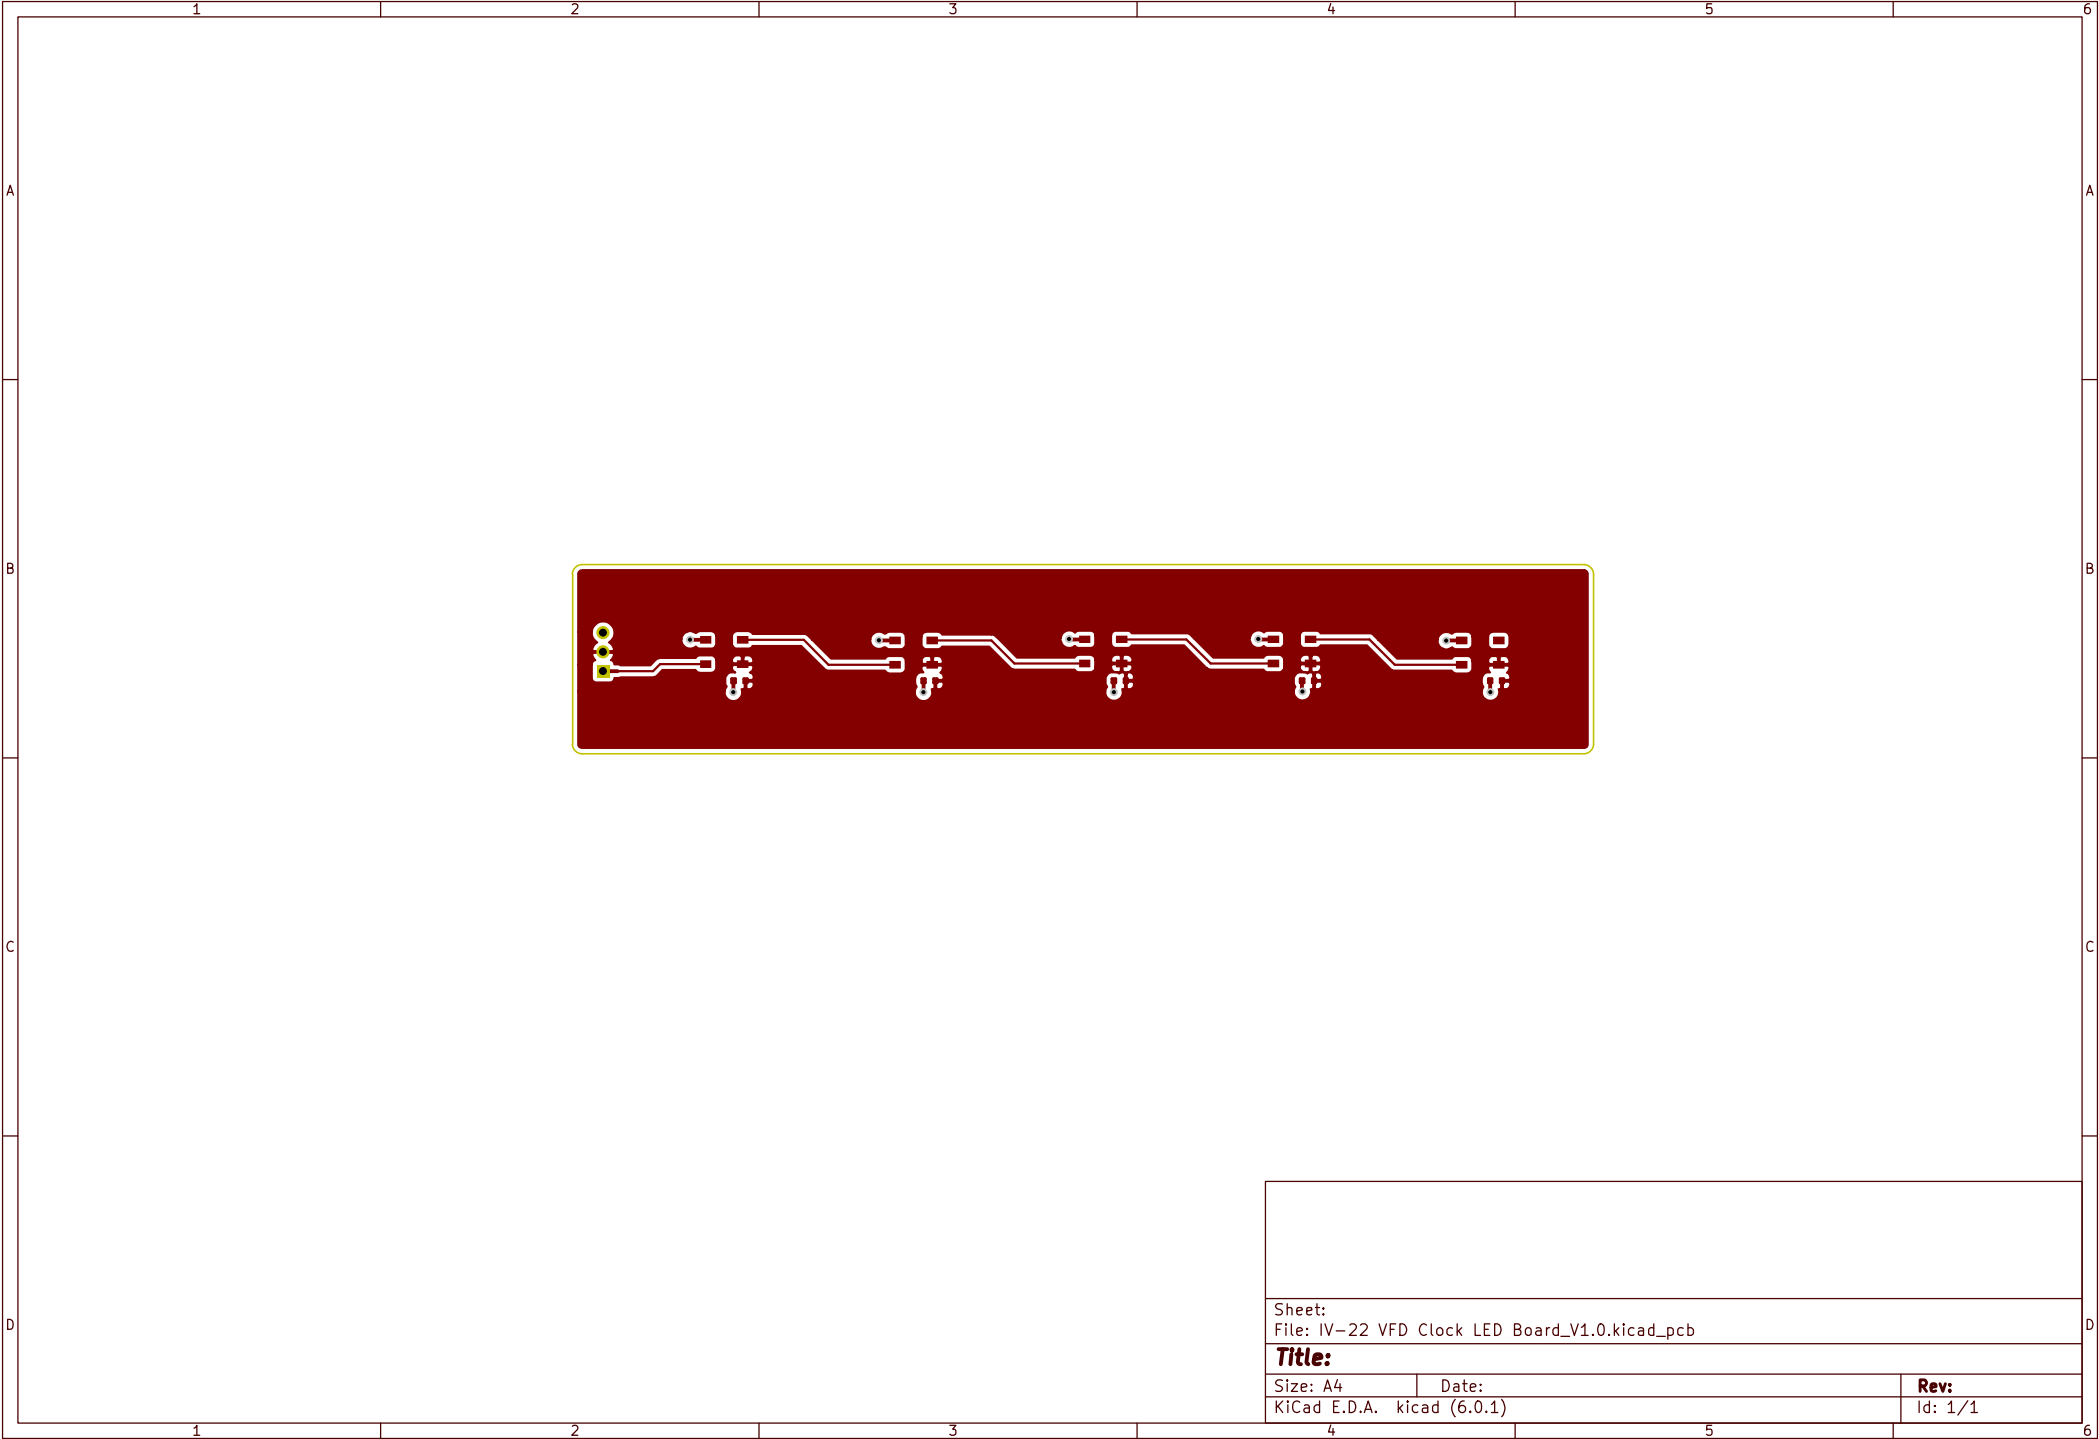 1 2 3 4 5 6
A A
B B
C C
D D
Sheet:
File: IV-22 VFD Clock LED Board_V1.0.kicad_pcb
Title:
Size: A4 Date: Rev:
KiCad E.D.A. kicad (6.0.1) Id: 1/1
1 2 3 4 5 6